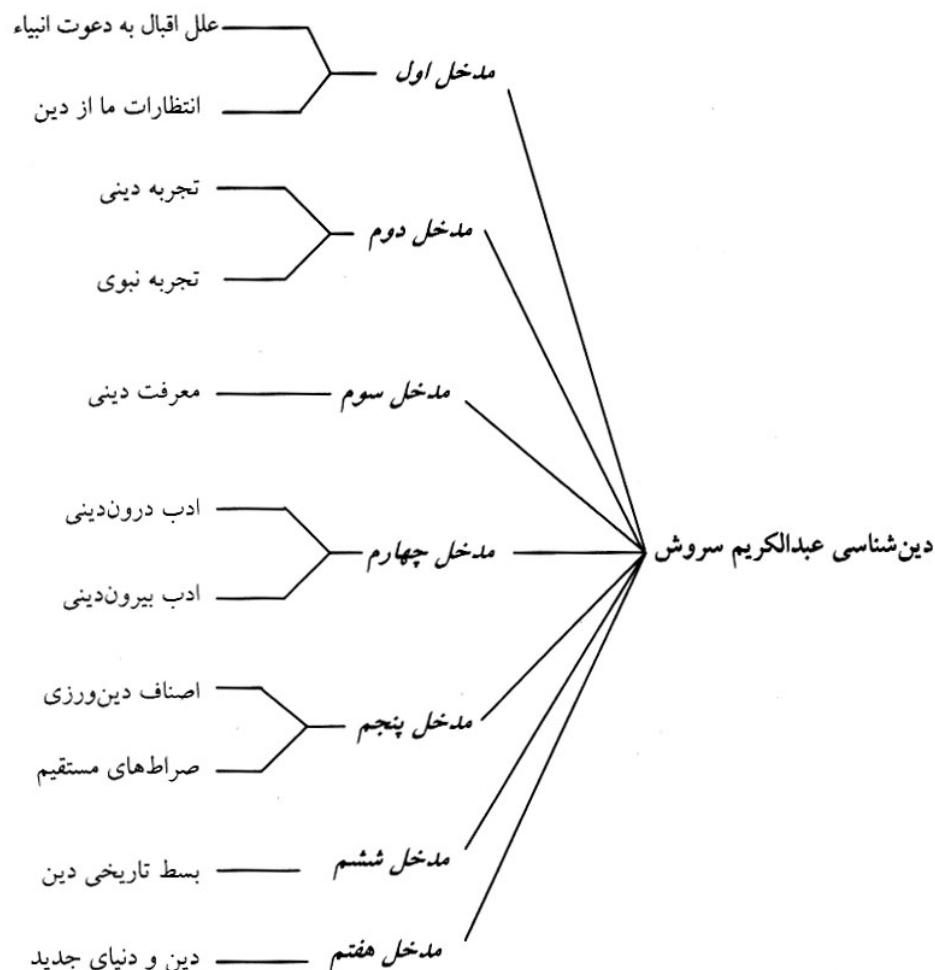 دین‌شناسی عبدالکریم سروش
مدخل اول
علل اقبال به دعوت انبیاء
انتظارات ما از دین
مدخل دوم
تجربه دینی
تجربه نبوی
مدخل سوم
معرفت دینی
مدخل چهارم
ادب درون‌دینی
ادب بیرون‌دینی
مدخل پنجم
اصناف دین‌ورزی
صراط‌های مستقیم
مدخل ششم
بسط تاریخی دین
مدخل هفتم
دین و دنیای جدید